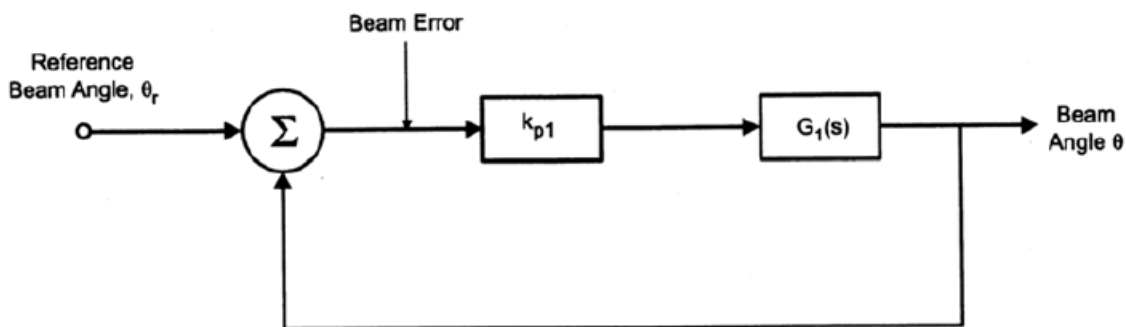 Beam Error
Reference
Beam Angle, θr
Σ
kp1
G1(s)
Beam
Angle θ